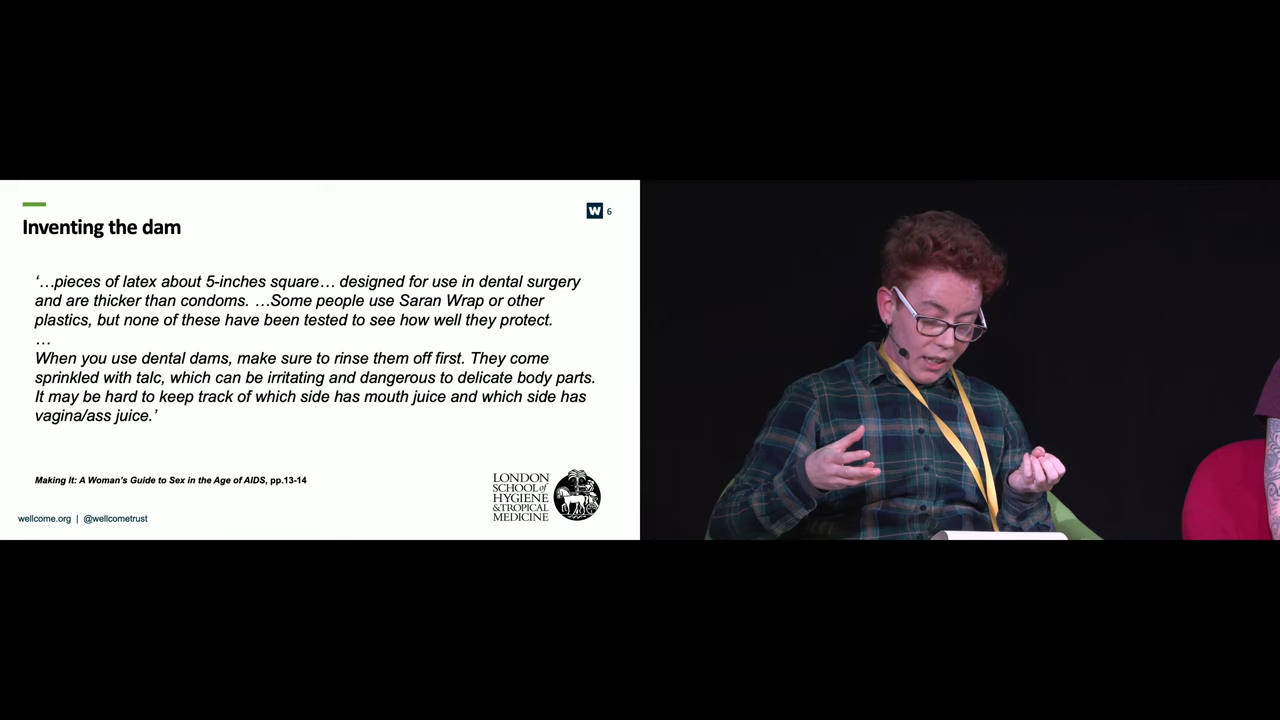 W 6
Inventing the dam
‘…pieces of latex about 5-inches square… designed for use in dental surgery
and are thicker than condoms. …Some people use Saran Wrap or other
plastics, but none of these have been tested to see how well they protect.
…
When you use dental dams, make sure to rinse them off first. They come
sprinkled with talc, which can be irritating and dangerous to delicate body parts.
It may be hard to keep track of which side has mouth juice and which side has
vagina/ass juice.’
Making It: A Woman’s Guide to Sex in the Age of AIDS, pp.13-14
LONDON
SCHOOL of
HYGIENE
& TROPICAL
MEDICINE
wellcome.org | @wellcometrust